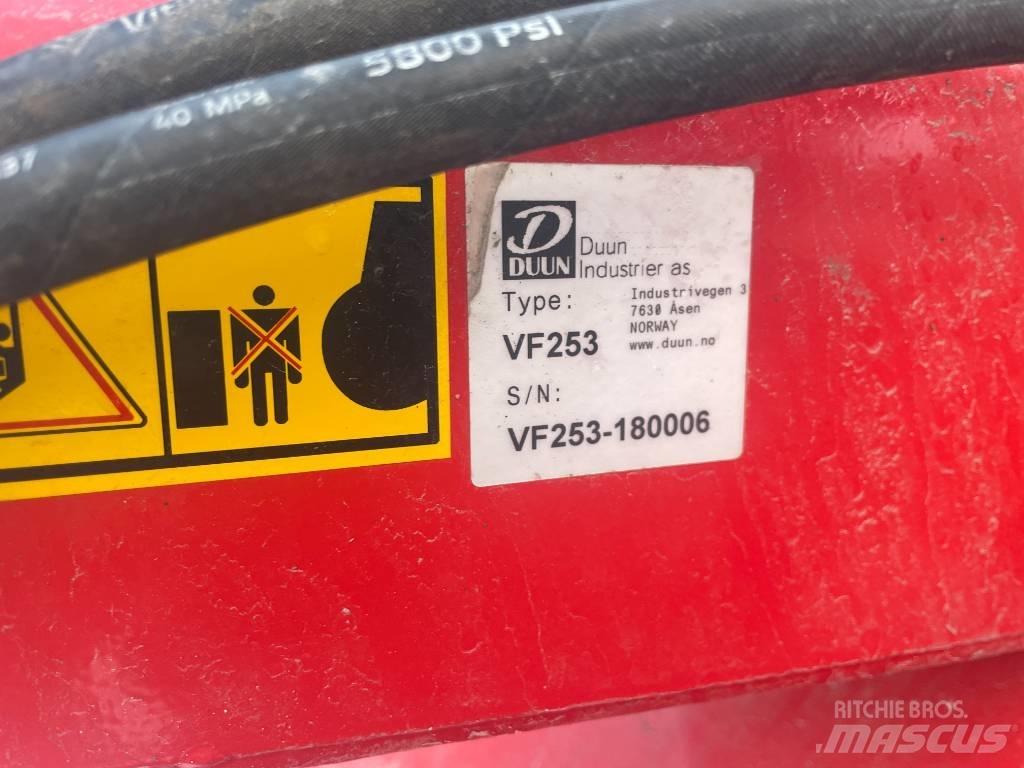 5800 PSI
40 MPa
37
D
DUUN
Duun
Industrier as
Type:
Industrivegen 3
7630 Åsen
NORWAY
www.duun.no
VF253
S/N:
VF253-180006
RITCHIE BROS.
MASCUS